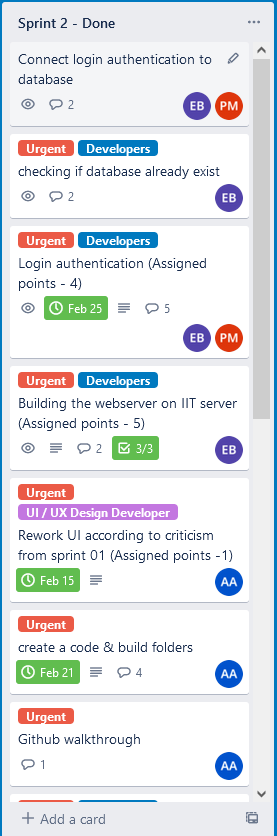 Sprint 2 - Done
Connect login authentication to
database
2
EB PM
Urgent Developers
checking if database already exist
2
EB
Urgent Developers
Login authentication (Assigned
points - 4)
Feb 25 5
EB PM
Urgent Developers
Building the webserver on IIT server
(Assigned points - 5)
2 3/3
EB
Urgent
UI / UX Design Developer
Rework UI according to criticism
from sprint 01 (Assigned points -1)
Feb 15
AA
Urgent
create a code & build folders
Feb 21 4
AA
Urgent
Github walkthrough
1
AA
+ Add a card